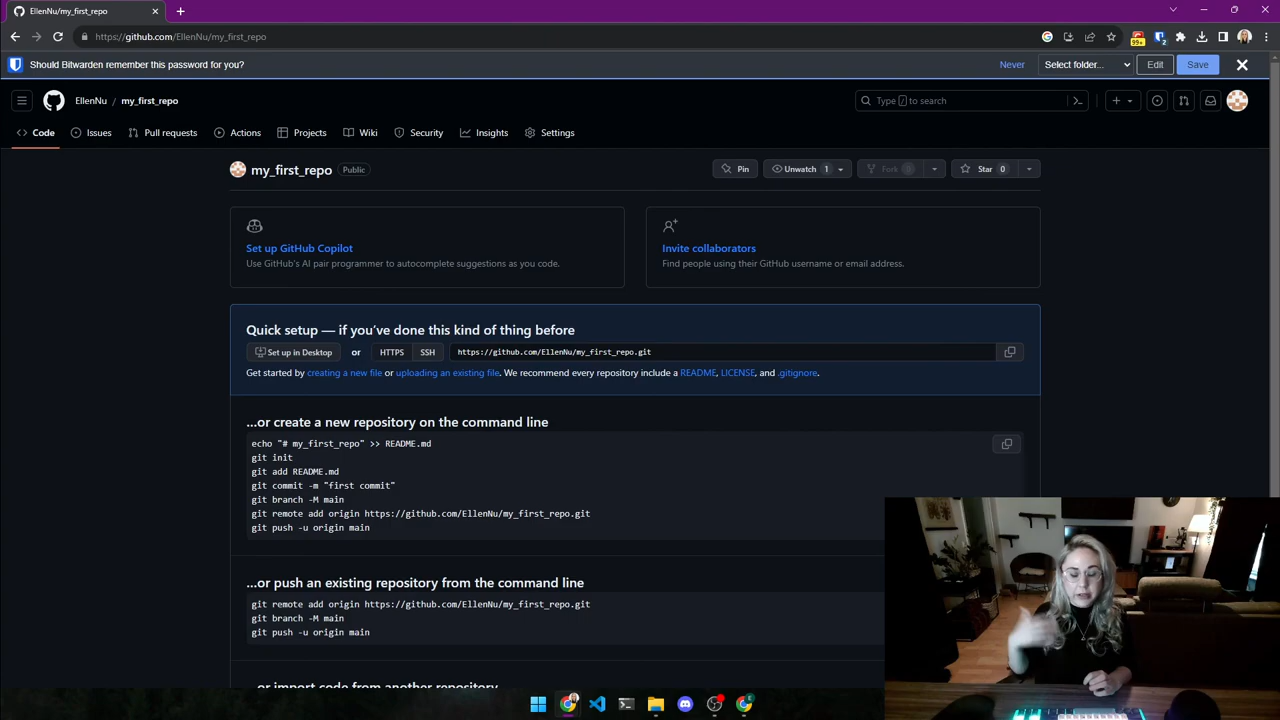 EllenNu/my_first_repo
https://github.com/EllenNu/my_first_repo
99+
2
Should Bitwarden remember this password for you?
Never
Select folder...
Edit
Save
EllenNu / my_first_repo
Type / to search
Code
Issues
Pull requests
Actions
Projects
Wiki
Security
Insights
Settings
my_first_repo
Public
Pin
Unwatch 1
Fork 0
Star 0
Set up GitHub Copilot
Use GitHub's AI pair programmer to autocomplete suggestions as you code.
Invite collaborators
Find people using their GitHub username or email address.
Quick setup — if you've done this kind of thing before
Set up in Desktop
or
HTTPS
SSH
https://github.com/EllenNu/my_first_repo.git
Get started by creating a new file or uploading an existing file. We recommend every repository include a README, LICENSE, and .gitignore.
...or create a new repository on the command line
echo "# my_first_repo" >> README.md
git init
git add README.md
git commit -m "first commit"
git branch -M main
git remote add origin https://github.com/EllenNu/my_first_repo.git
git push -u origin main
...or push an existing repository from the command line
git remote add origin https://github.com/EllenNu/my_first_repo.git
git branch -M main
git push -u origin main
...or import code from another repository